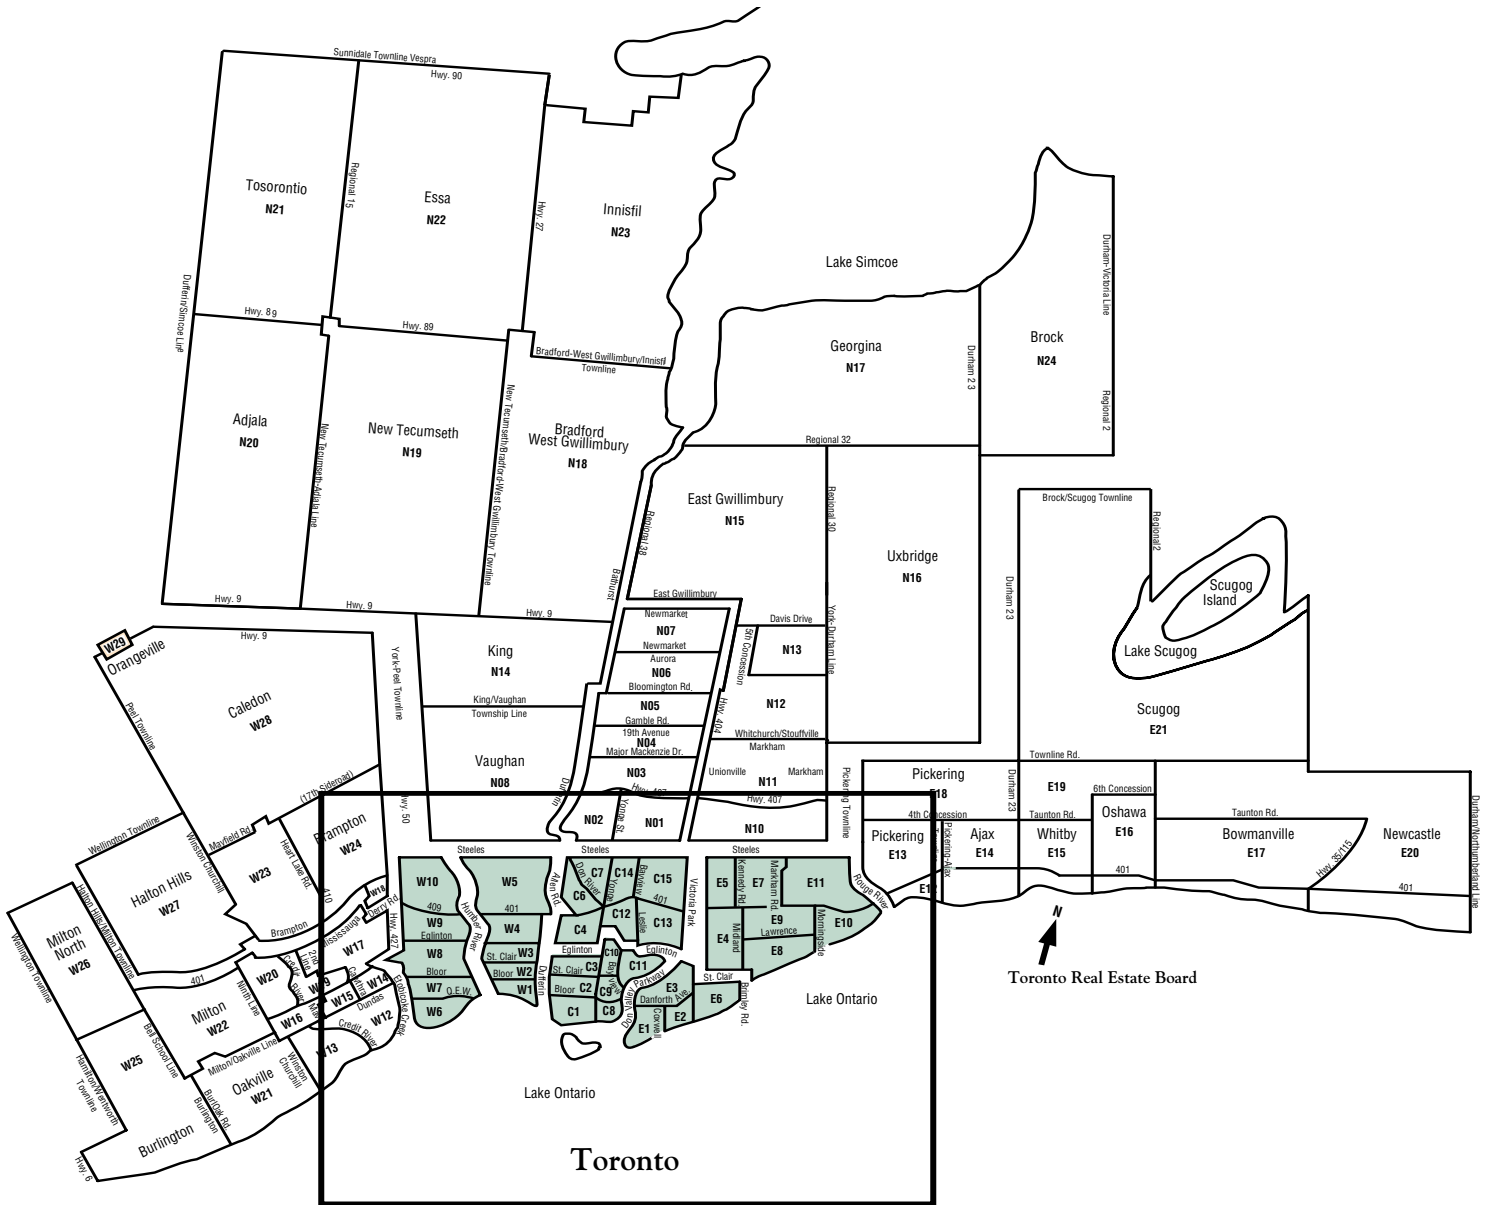 Sunnidale Townline Vespra
Hwy. 90
Tosorontio
N21
Regional 15
Essa
N22
Hwy. 27
Innisfil
N23
Lake Simcoe
Durham-Victoria Line
Dufferin/Simcoe Line
Hwy. 89
Hwy. 89
Bradford-West Gwillimbury/Innisfil
Townline
Georgina
N17
Durham 23
Brock
N24
Regional 2
Adjala
N20
New Tecumseth-Adjala Line
New Tecumseth
N19
New Tecumseth/Bradford-West Gwillimbury Townline
Bradford
West Gwillimbury
N18
Regional 32
East Gwillimbury
N15
Regional 38
Regional 30
Brock/Scugog Townline
Regional2
Uxbridge
N16
Durham 23
Scugog
Island
Lake Scugog
Scugog
E21
Hwy. 9
Hwy. 9
Hwy. 9
Bathurst
East Gwillimbury
Newmarket
N07
Newmarket
Aurora
N06
Bloomington Rd.
N05
Gamble Rd.
19th Avenue
N04
Major Mackenzie Dr.
N03
Hwy. 407
Davis Drive
5th Concession
N13
York-Durham Line
N12
Hwy. 404
Whitchurch/Stouffville
Markham
Unionville
Markham
N11
Hwy. 407
N10
W29
Orangeville
Hwy. 9
Peel Townline
Caledon
W28
York-Peel Townline
King
N14
King/Vaughan
Township Line
Vaughan
N08
Dufferin
N02
Yonge St.
N01
Pickering Townline
Townline Rd.
Pickering
E18
4th Concession
Durham 23
E19
Taunton Rd.
6th Concession
Oshawa
E16
Taunton Rd.
Bowmanville
E17
Hwy. 35/115
Newcastle
E20
Durham/Northumberland Line
Pickering
E13
Pickering-Ajax
Ajax
E14
Whitby
E15
401
401
Rouge River
(17th Sideroad)
Hwy. 50
Wellington Townline
Winston Churchill
Mayfield Rd.
Brampton
W24
Heart Lake Rd.
W23
410
Halton Hills
W27
Halton Hills/Milton Townline
Wellington Townline
Milton
North
W26
401
Brampton
Mississauga
W18
Derry Rd.
Hwy. 427
W17
2nd Line
Credit River
W20
Ninth Line
W15
W14
Cawthra
Dundas
W12
Etobicoke Creek
Credit River
W16
W13
Milton
W22
Bell School Line
Milton/Oakville Line
Winston
Churchill
Oakville
W21
BurlOak Rd.
Burlington
W25
Hamilton/Wentworth
Townline
Burlington
Hwy. 6
Steeles
Steeles
Steeles
W10
409
W9
Eglinton
W8
Bloor
W7
Q.E.W.
W6
Humber River
W5
401
W4
St. Clair
W3
Bloor
W2
W1
Allen Rd.
Dufferin
C7
Don River
C6
C14
Yonge
Bayview
C15
401
C12
Leslie
C13
C4
Eglinton
Eglinton
St. Clair
C3
C10
Bayview
C11
Bloor
C2
C9
C1
C8
Don Valley Parkway
Victoria Park
E5
Kennedy Rd
E7
Markham Rd.
E11
E9
Lawrence
Morningside
E10
E4
Midland
E8
St. Clair
E3
Danforth Ave.
Brimley Rd.
E6
E1
Coxwell
E2
Lake Ontario
Lake Ontario
N
Toronto Real Estate Board
Toronto